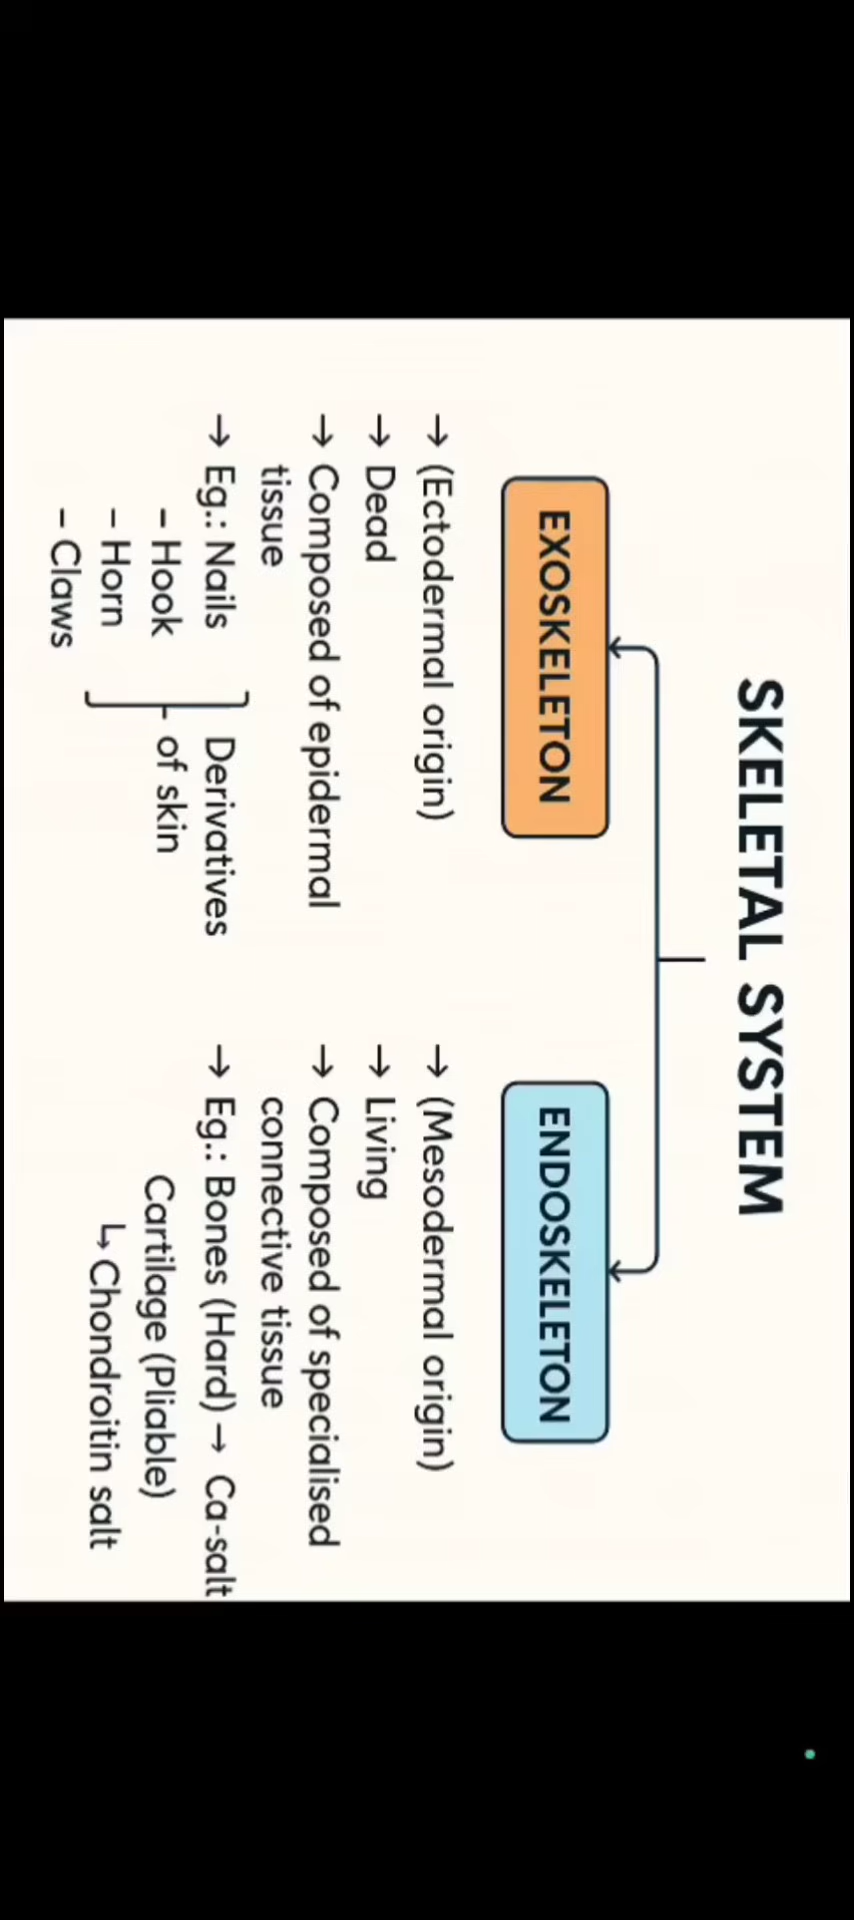 SKELETAL SYSTEM
EXOSKELETON
→ (Ectodermal origin)
→ Dead
→ Composed of epidermal
tissue
→ Eg.: Nails
– Hook
– Horn
– Claws
Derivatives
of skin
ENDOSKELETON
→ (Mesodermal origin)
→ Living
→ Composed of specialised
connective tissue
→ Eg.: Bones (Hard) → Ca-salt
Cartilage (Pliable)
↳ Chondroitin salt